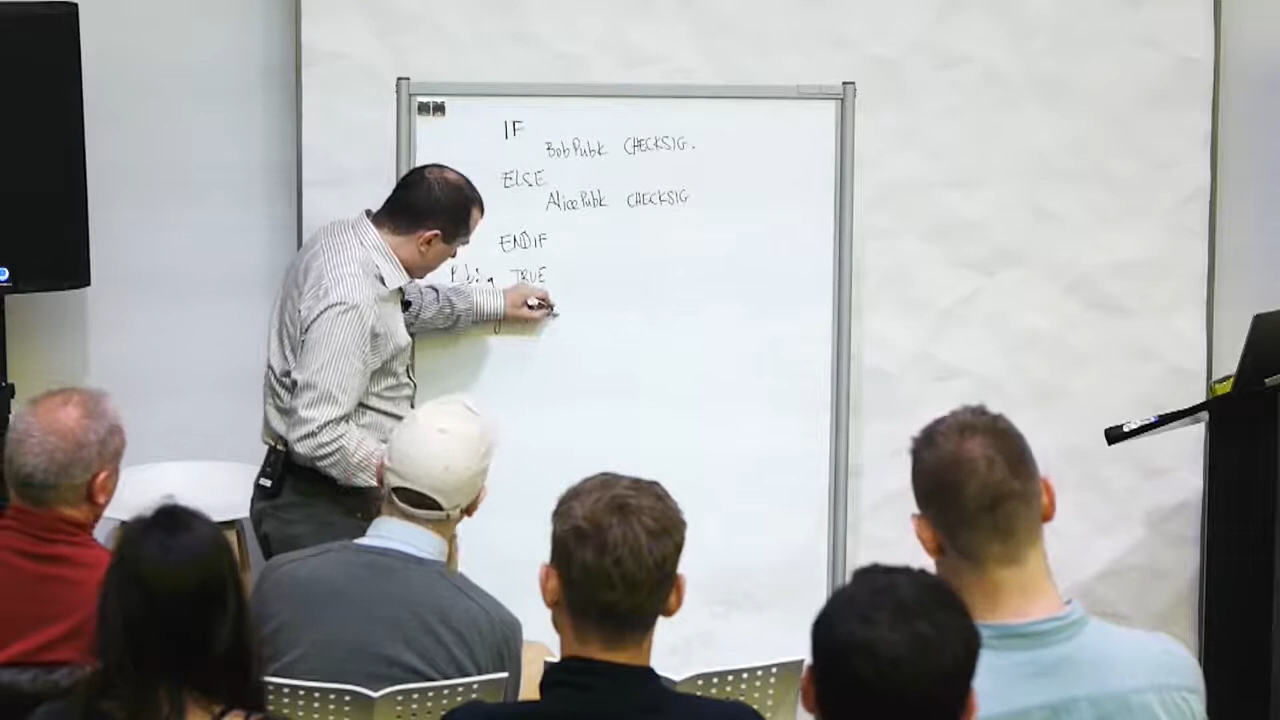 IF
BobPubk CHECKSIG.
ELSE
AlicePubk CHECKSIG
ENDIF
TRUE